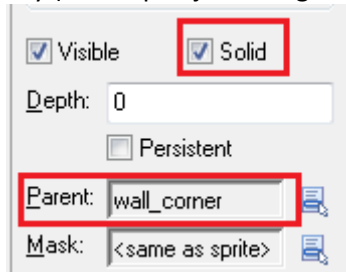 Visible Solid
Depth: 0
Persistent
Parent: wall_corner
Mask: <same as sprite>